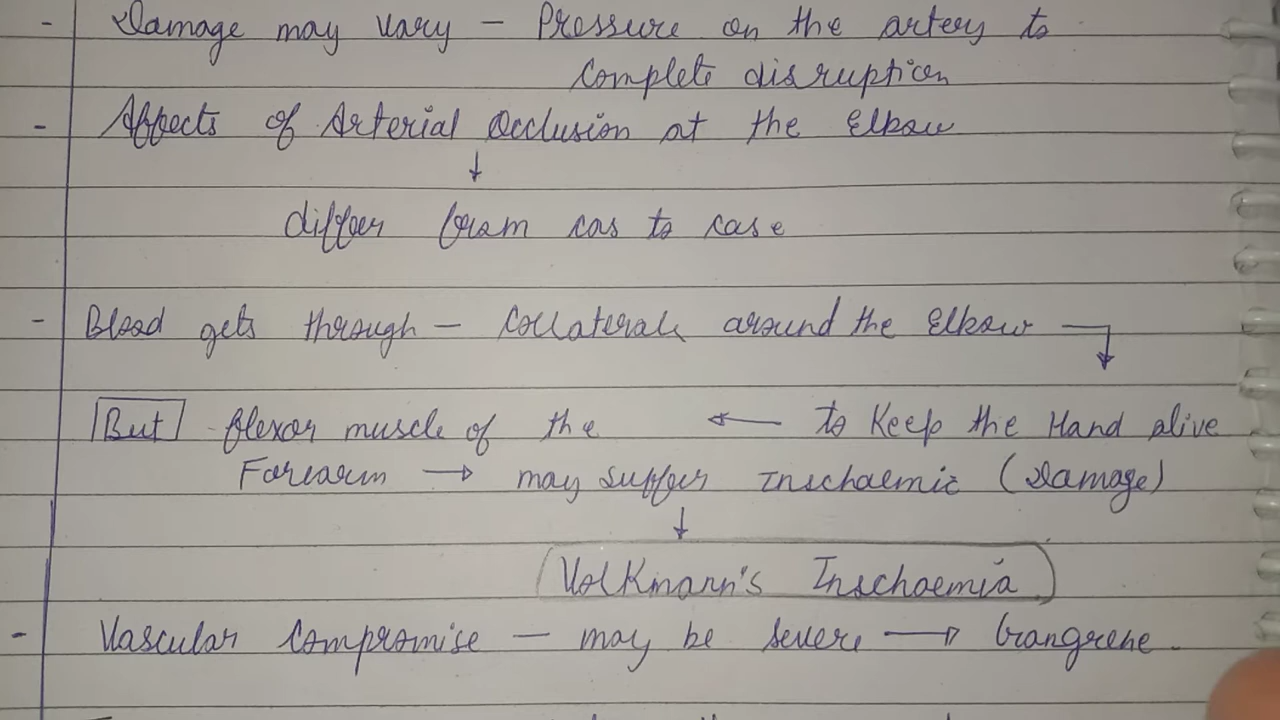 - Damage may vary – Pressure on the artery to
complete disruption
- Affects of Arterial Occlusion at the Elbow
↓
differ from cas to case
- Blood gets through – Collaterals around the Elbow
But flexor muscle of the ← to Keep the Hand alive
Forearm → may suffer Inschaemic (Damage)
↓
Volkmann's Inschaemia
- Vascular Compromise — may be severe → Gangrene.